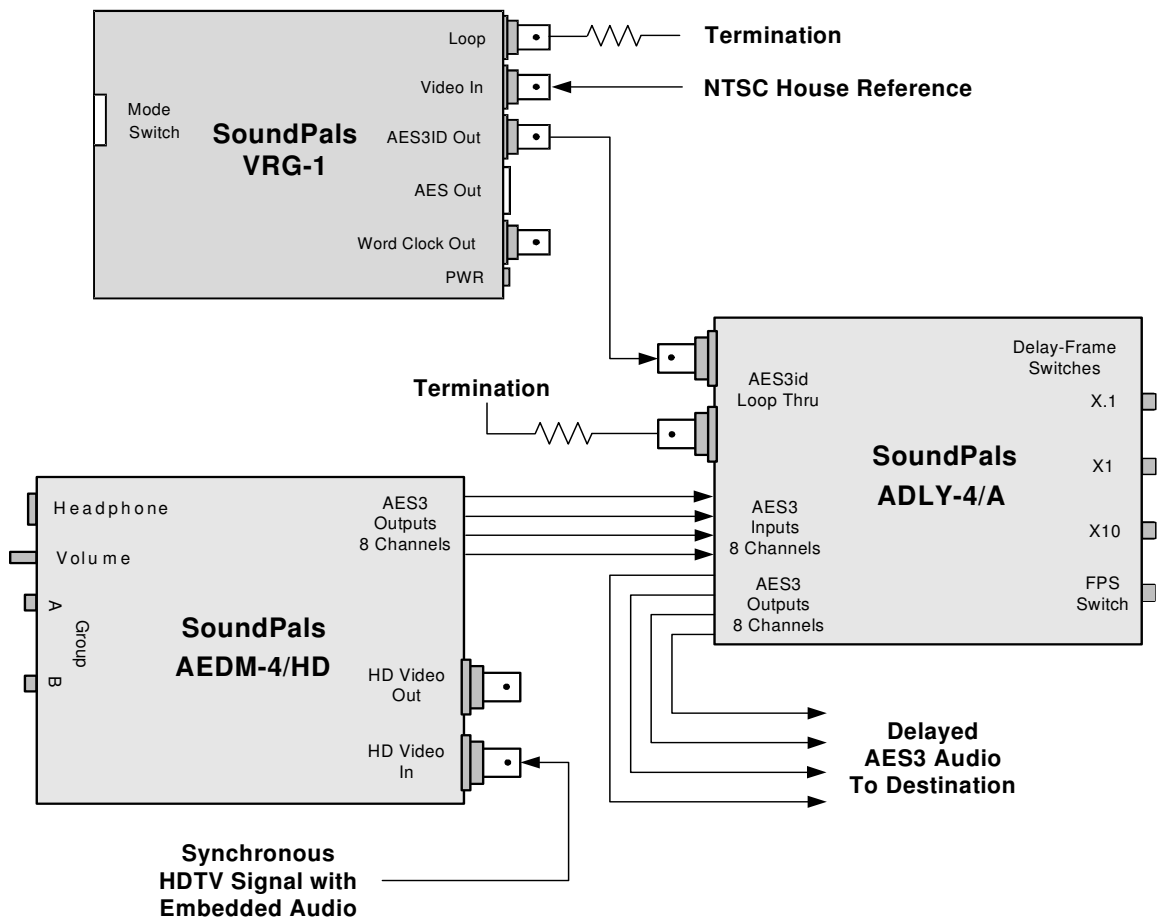 Loop
Termination
Video In
NTSC House Reference
Mode
Switch
SoundPals
VRG-1
AES3ID Out
AES Out
Word Clock Out
PWR
Delay-Frame
Switches
AES3id
Loop Thru
X.1
Termination
SoundPals
ADLY-4/A
X1
X10
FPS
Switch
AES3
Inputs
8 Channels
AES3
Outputs
8 Channels
Headphone
Volume
A
Group
B
AES3
Outputs
8 Channels
SoundPals
AEDM-4/HD
HD Video
Out
HD Video
In
Delayed
AES3 Audio
To Destination
Synchronous
HDTV Signal with
Embedded Audio